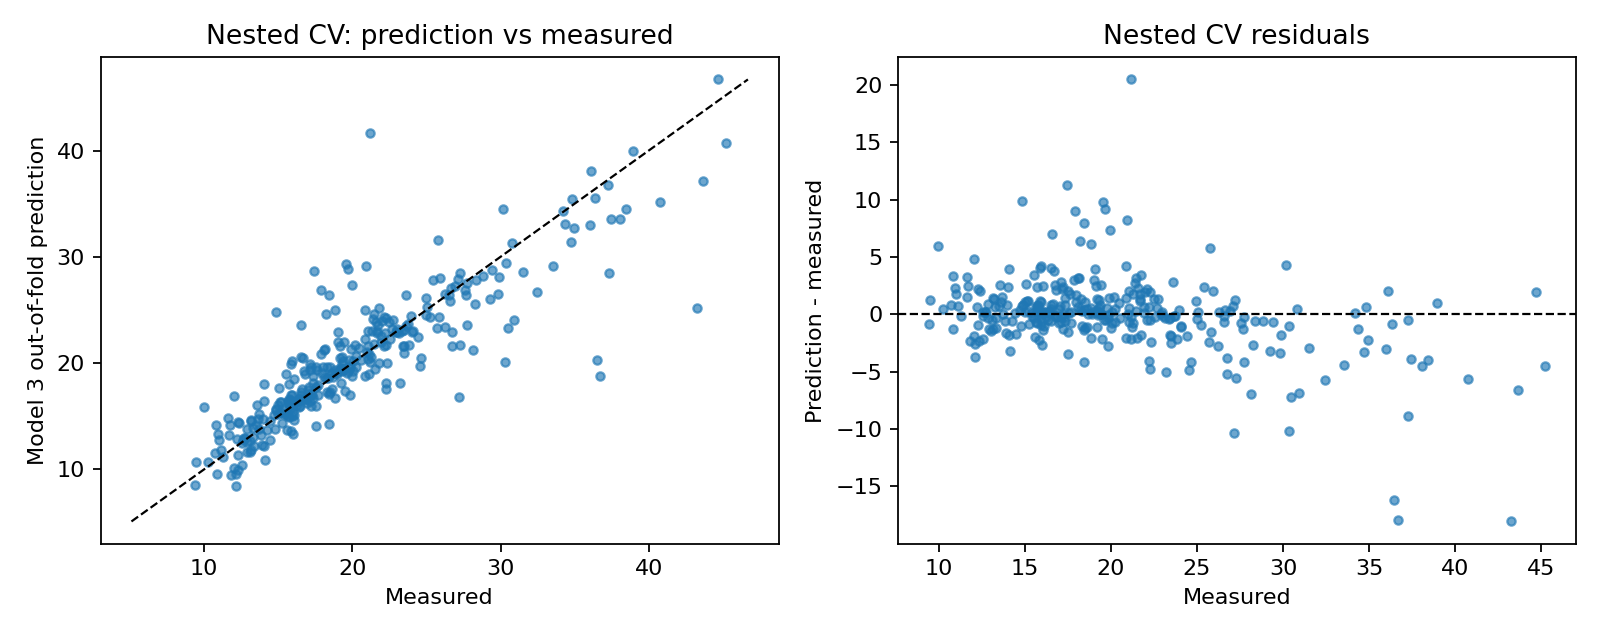 Nested CV: prediction vs measured
Model 3 out-of-fold prediction
40
30
20
10
10 20 30 40
Measured
Nested CV residuals
Prediction - measured
20
15
10
5
0
−5
−10
−15
10 15 20 25 30 35 40 45
Measured